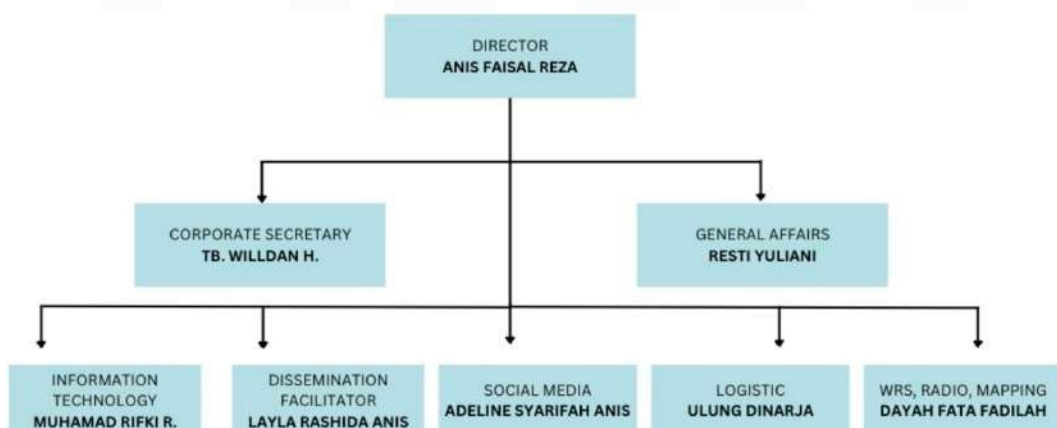 DIRECTOR
ANIS FAISAL REZA
CORPORATE SECRETARY
TB. WILLDAN H.
GENERAL AFFAIRS
RESTI YULIANI
INFORMATION
TECHNOLOGY
MUHAMAD RIFKI R.
DISSEMINATION
FACILITATOR
LAYLA RASHIDA ANIS
SOCIAL MEDIA
ADELINE SYARIFAH ANIS
LOGISTIC
ULUNG DINARJA
WRS, RADIO, MAPPING
DAYAH FATA FADILAH